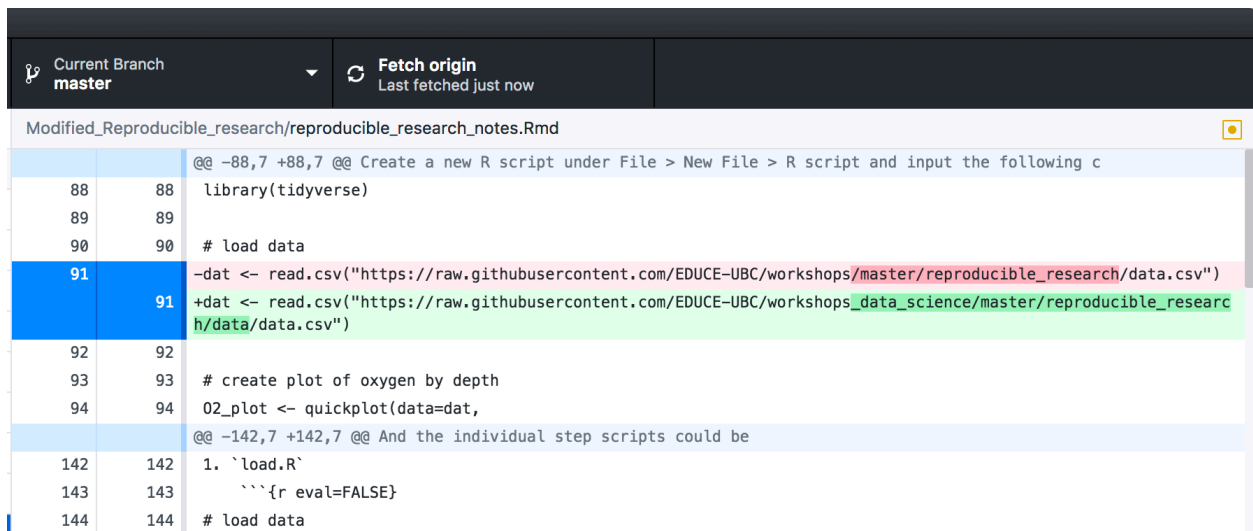 Current Branch
master
Fetch origin
Last fetched just now
Modified_Reproducible_research/reproducible_research_notes.Rmd
@@ -88,7 +88,7 @@ Create a new R script under File > New File > R script and input the following c
88 88 library(tidyverse)
89 89
90 90 # load data
91 -dat <- read.csv("https://raw.githubusercontent.com/EDUCE-UBC/workshops/master/reproducible_research/data.csv")
91 +dat <- read.csv("https://raw.githubusercontent.com/EDUCE-UBC/workshops_data_science/master/reproducible_researc
h/data/data.csv")
92 92
93 93 # create plot of oxygen by depth
94 94 O2_plot <- quickplot(data=dat,
@@ -142,7 +142,7 @@ And the individual step scripts could be
142 142 1. `load.R`
143 143 ```{r eval=FALSE}
144 144 # load data